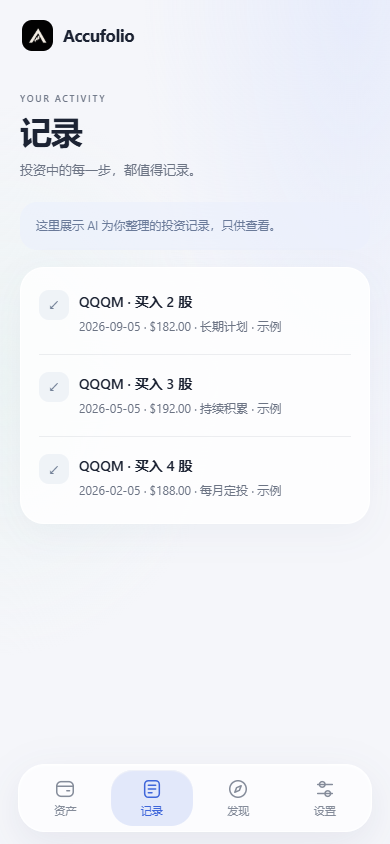 Accufolio
YOUR ACTIVITY
记录
投资中的每一步，都值得记录。
这里展示 AI 为你整理的投资记录，只供查看。
QQQM · 买入 2 股
2026-09-05 · $182.00 · 长期计划 · 示例
QQQM · 买入 3 股
2026-05-05 · $192.00 · 持续积累 · 示例
QQQM · 买入 4 股
2026-02-05 · $188.00 · 每月定投 · 示例
资产
记录
发现
设置